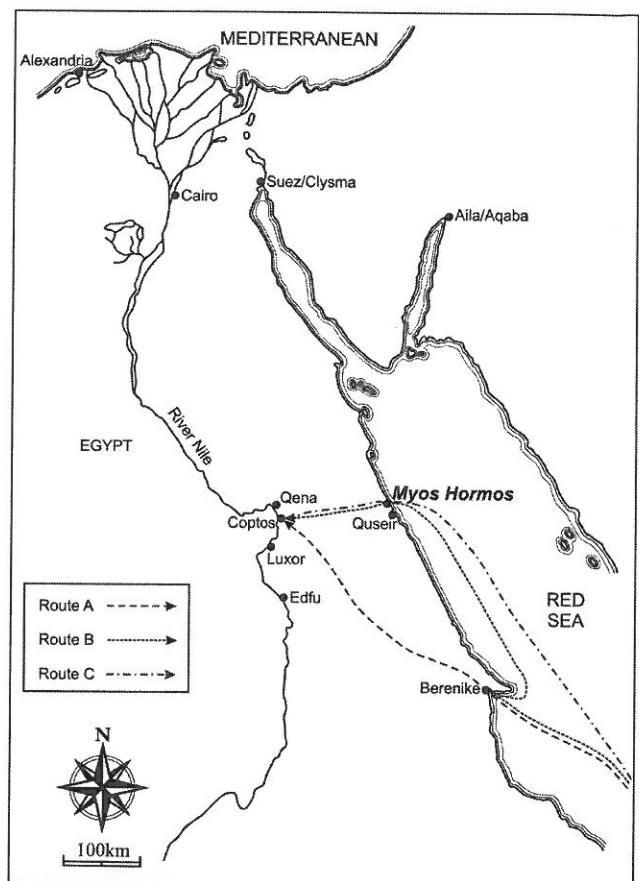 MEDITERRANEAN
Alexandria
Suez/Clysma
Cairo
Aila/Aqaba
River Nile
EGYPT
Qena
Myos Hormos
Coptos
Quseir
Luxor
Edfu
RED
SEA
Route A
Route B
Route C
Berenike
N
100km